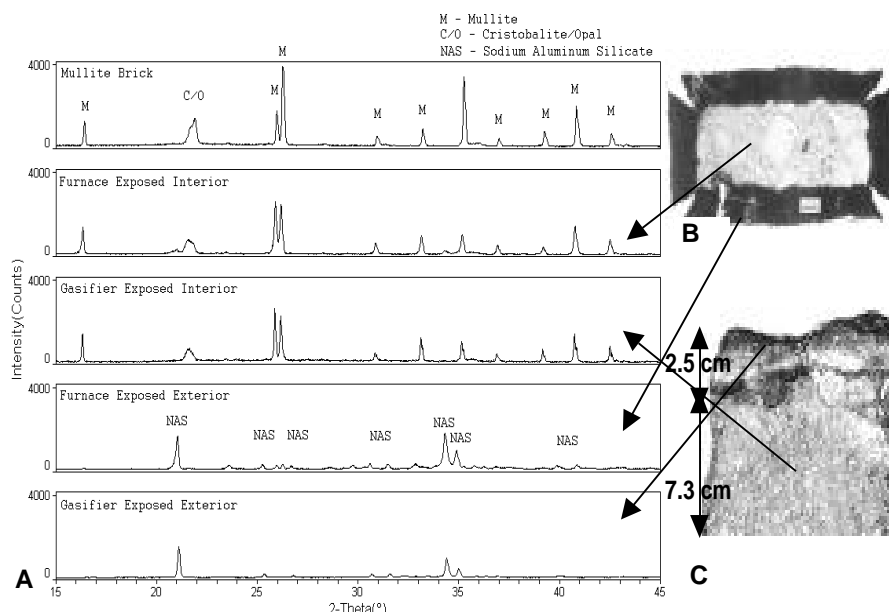 M - Mullite
C/O - Cristobalite/Opal
NAS - Sodium Aluminum Silicate
Intensity(Counts)
4000
Mullite Brick
0
M
C/O
M
M
M
M
M
M
M
M
4000
Furnace Exposed Interior
0
4000
Gasifier Exposed Interior
0
4000
Furnace Exposed Exterior
0
NAS
NAS
NAS
NAS
NAS
NAS
NAS
4000
Gasifier Exposed Exterior
0
15
20
25
30
35
40
45
2-Theta(°)
A
B
2.5 cm
7.3 cm
C